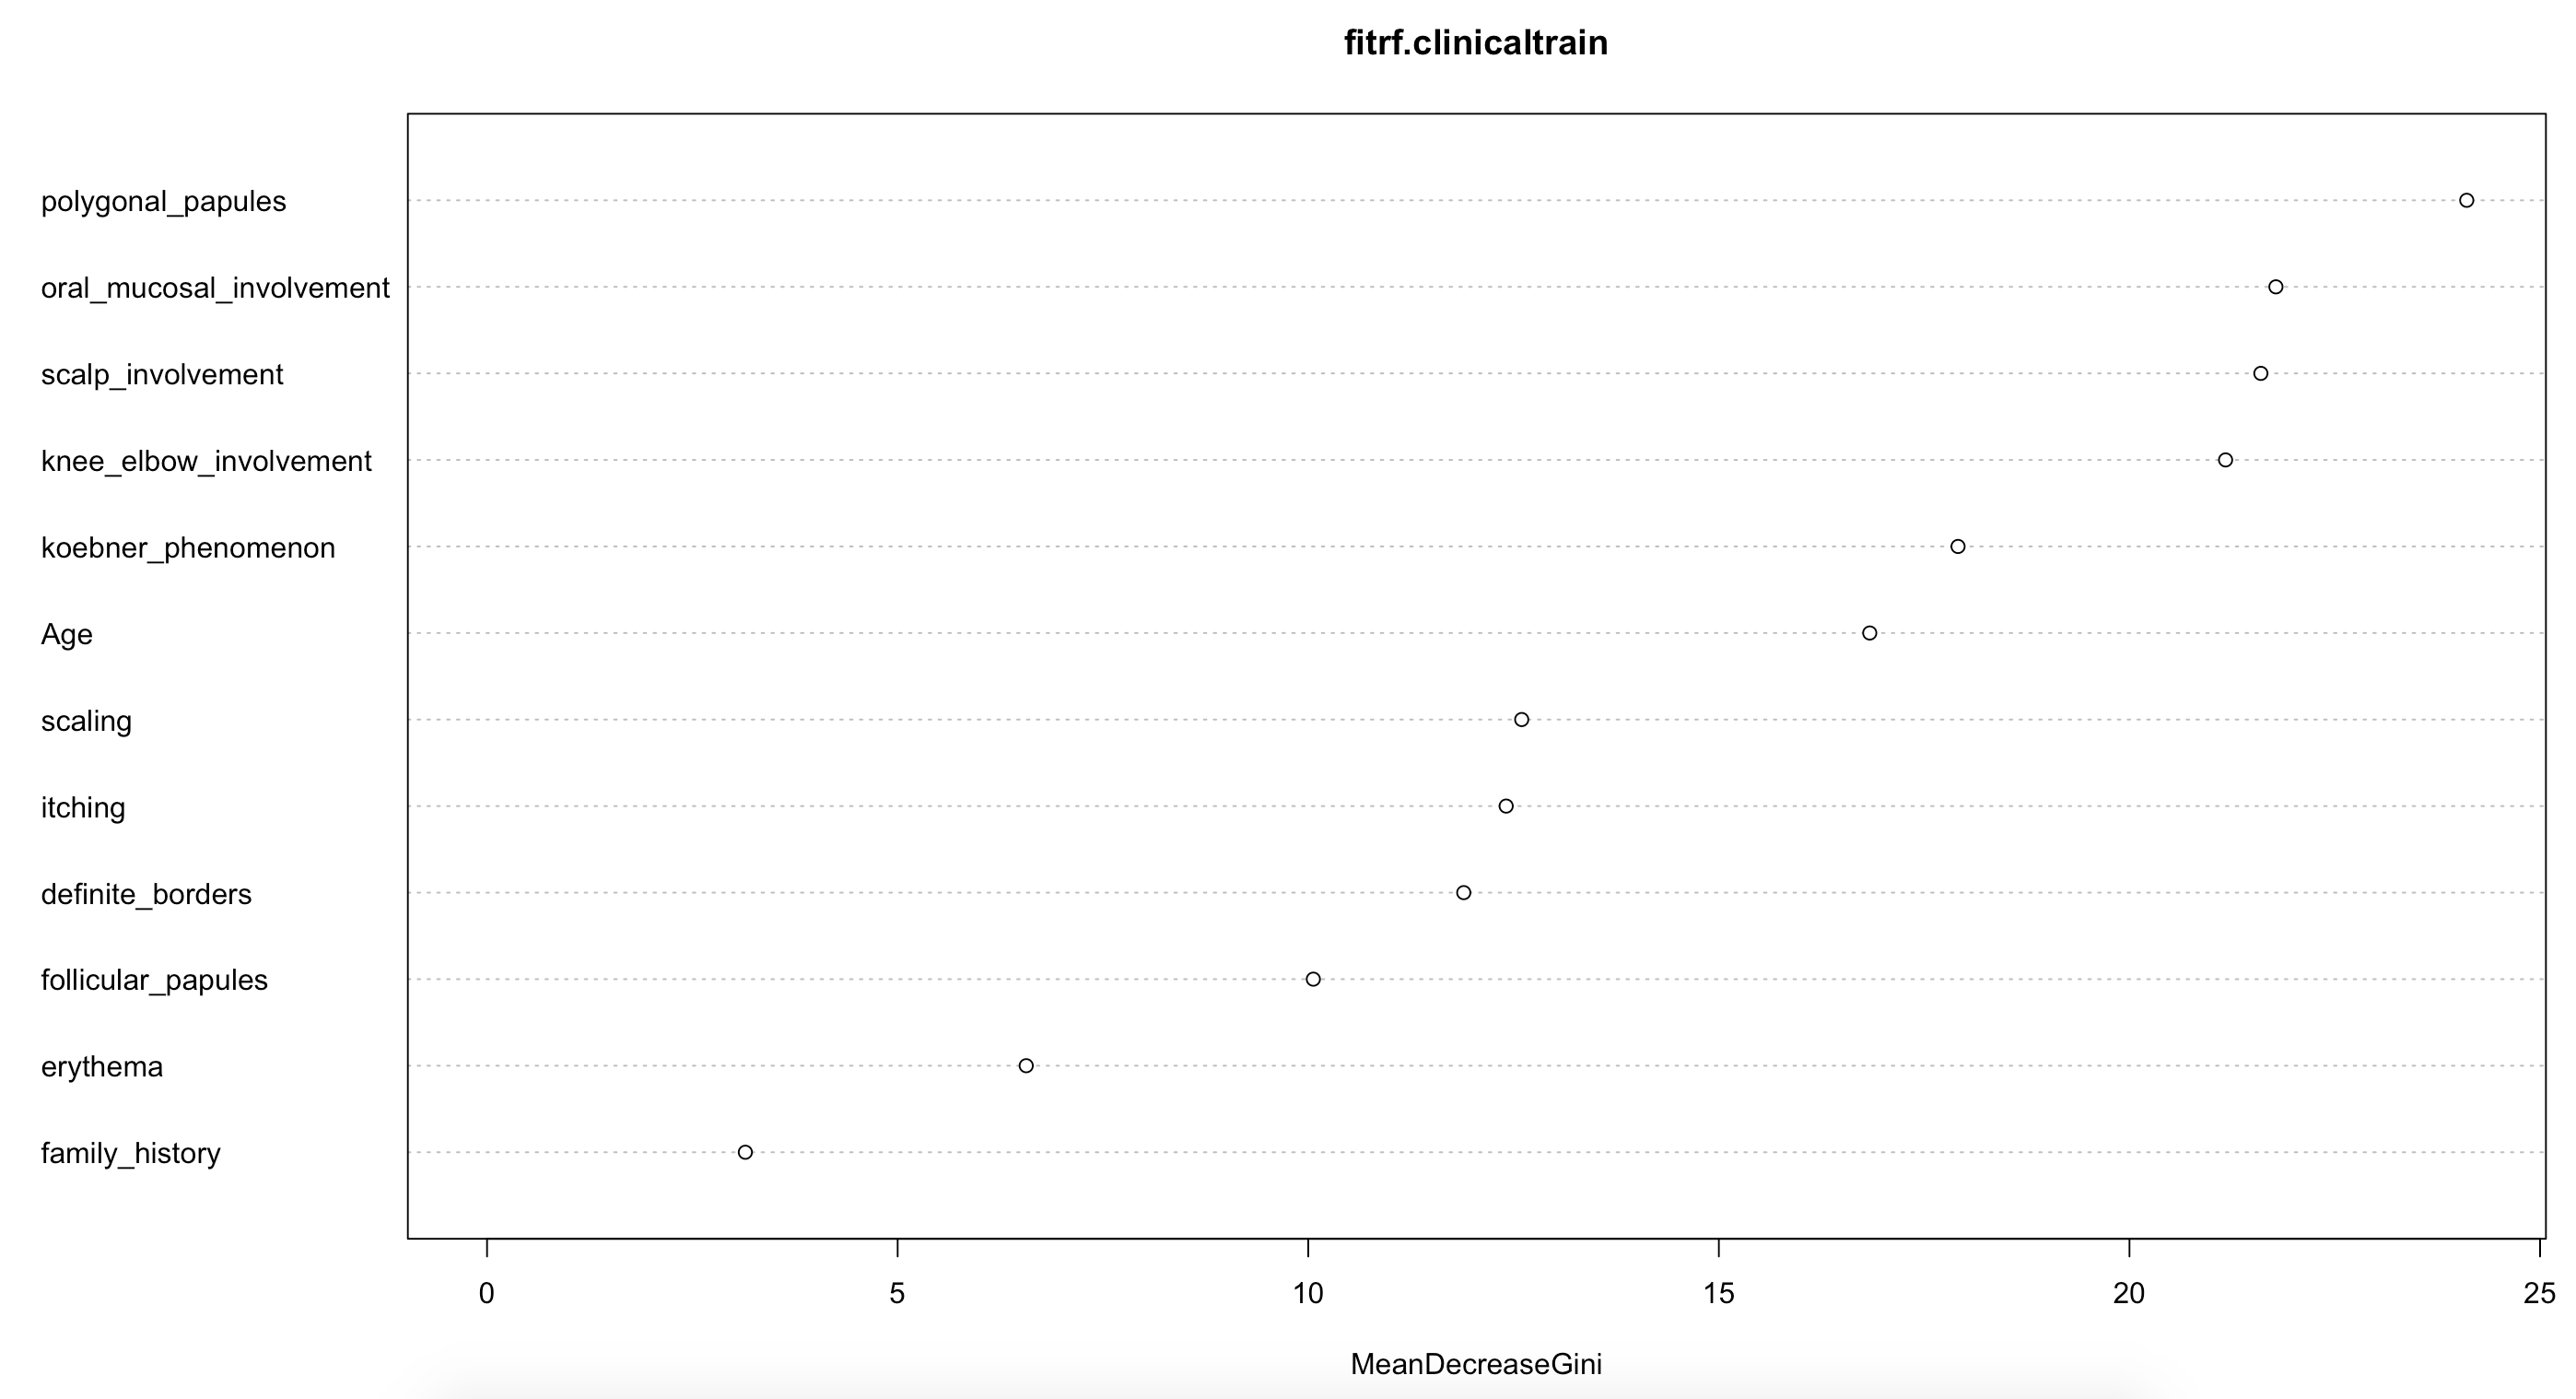 fitrf.clinicaltrain
polygonal_papules
oral_mucosal_involvement
scalp_involvement
knee_elbow_involvement
koebner_phenomenon
Age
scaling
itching
definite_borders
follicular_papules
erythema
family_history
0 5 10 15 20 25
MeanDecreaseGini